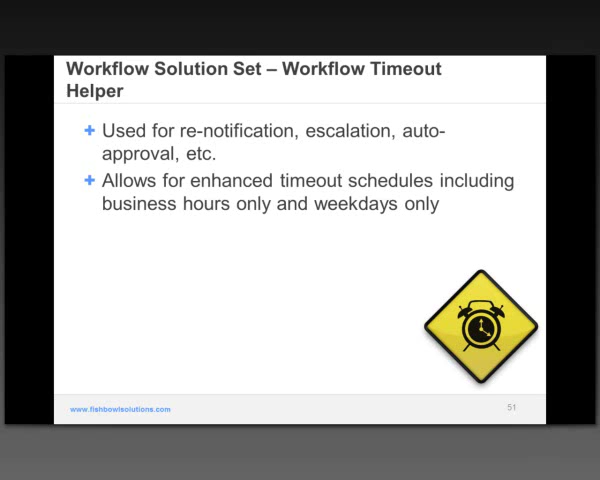 Workflow Solution Set – Workflow Timeout
Helper
Used for re-notification, escalation, auto-
approval, etc.
Allows for enhanced timeout schedules including
business hours only and weekdays only
www.fishbowlsolutions.com
51